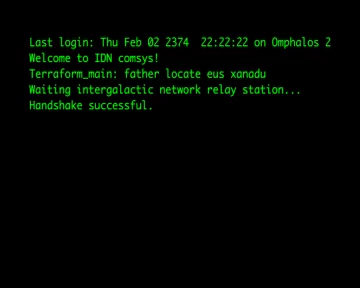 Last login: Thu Feb 02 2374  22:22:22 on Omphalos 2
Welcome to IDN comsys!
Terraform_main: father locate eus xanadu
Waiting intergalactic network relay station...
Handshake successful.